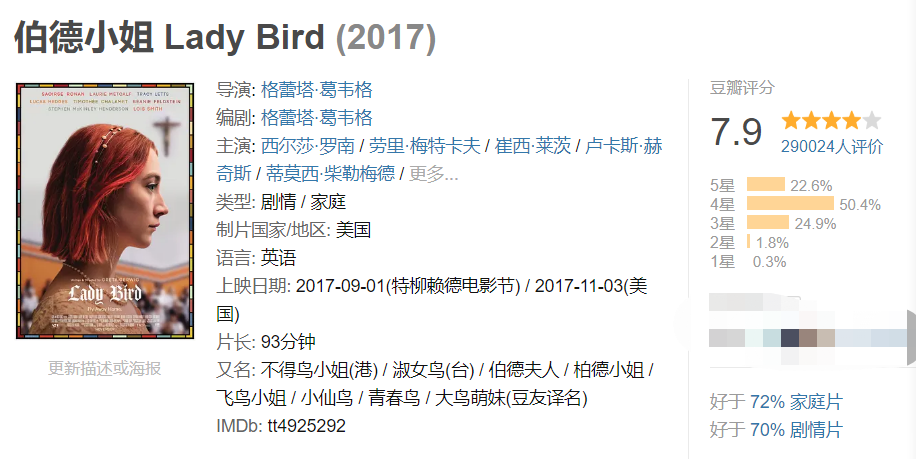 伯德小姐 Lady Bird (2017)
SAOIRSE RONAN LAURIE METCALF TRACY LETTS
LUCAS HEDGES TIMOTHÉE CHALAMET BEANIE FELDSTEIN
STEPHEN McKINLEY HENDERSON LOIS SMITH
Lady Bird
更新描述或海报
导演: 格蕾塔·葛韦格
编剧: 格蕾塔·葛韦格
主演: 西尔莎·罗南 / 劳里·梅特卡夫 / 崔西·莱茨 / 卢卡斯·赫
奇斯 / 蒂莫西·柴勒梅德 / 更多...
类型: 剧情 / 家庭
制片国家/地区: 美国
语言: 英语
上映日期: 2017-09-01(特柳赖德电影节) / 2017-11-03(美
国)
片长: 93分钟
又名: 不得鸟小姐(港) / 淑女鸟(台) / 伯德夫人 / 柏德小姐 /
飞鸟小姐 / 小仙鸟 / 青春鸟 / 大鸟萌妹(豆友译名)
IMDb: tt4925292
豆瓣评分
7.9
290024人评价
5星 22.6%
4星 50.4%
3星 24.9%
2星 1.8%
1星 0.3%
好于 72% 家庭片
好于 70% 剧情片